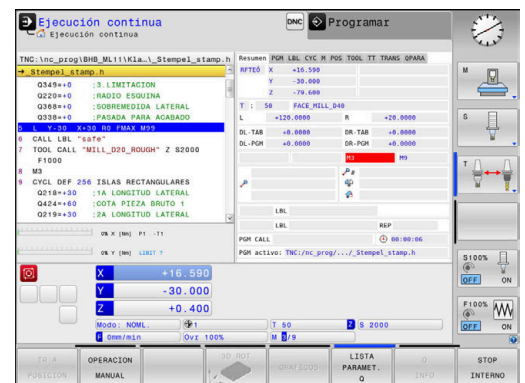 Ejecución continua
Ejecución continua
DNC
Programar
TNC:\nc_prog\BHB_ML11\Kla…\_Stempel_stamp.h
→_Stempel_stamp.h
Q349=+0 ;3.LIMITACION
Q220=+0 ;RADIO ESQUINA
Q368=+0 ;SOBREMEDIDA LATERAL
Q338=+0 ;PASADA PARA ACABADO
5 L Y-30 X+30 R0 FMAX M99
6 CALL LBL "safe"
7 TOOL CALL "MILL_D20_ROUGH" Z S2000
F1000
8 M3
9 CYCL DEF 256 ISLAS RECTANGULARES
Q218=+30 ;1A LONGITUD LATERAL
Q424=+60 ;COTA PIEZA BRUTO 1
Q219=+30 ;2A LONGITUD LATERAL
0% X [Nm] P1 -T1
0% Y [Nm] LIMIT 1
Resumen PGM LBL CYC M POS TOOL TT TRANS QPARA
RFTEÓ X +16.590
Y -30.000
Z -79.600
T : 50 FACE_MILL_D40
L +120.0000 R +20.0000
DL-TAB +0.0000 DR-TAB +0.0000
DL-PGM +0.0000 DR-PGM +0.0000
M3 M9
LBL
LBL REP
PGM CALL 00:00:06
PGM activo: TNC:/nc_prog/.../_Stempel_stamp.h
X +16.590
Y -30.000
Z +0.400
Modo: NOML. 1 T 50 Z S 2000
F 0mm/min Ovr 100% M 3/9
M
S
T
S100%
OFF ON
F100%
OFF ON
IR A
POSICIÓN
OPERACION
MANUAL
3D ROT
GRÁFICOS
LISTA
PARAMET.
Q
Q
INFO
STOP
INTERNO